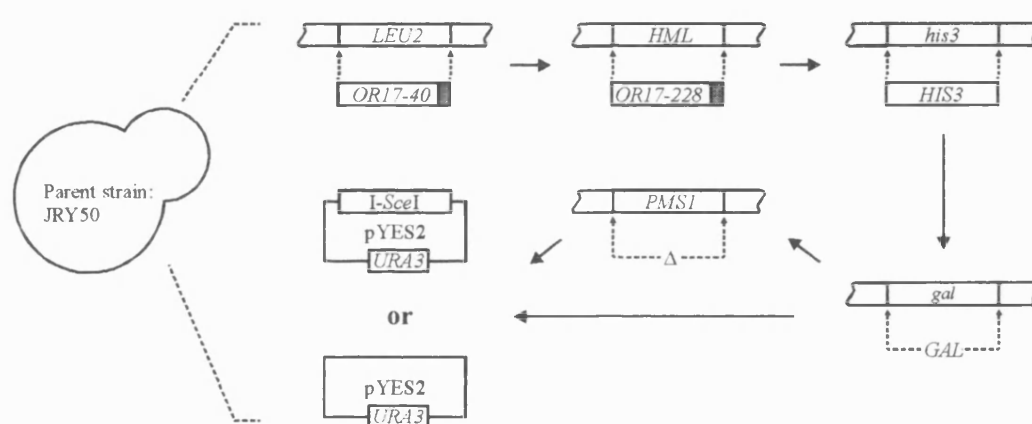 LEU2
HML
his3
OR17-40
OR17-228
HIS3
Parent strain:
JRY50
I-SceI
pYES2
URA3
PMS1
Δ
gal
GAL
or
pYES2
URA3